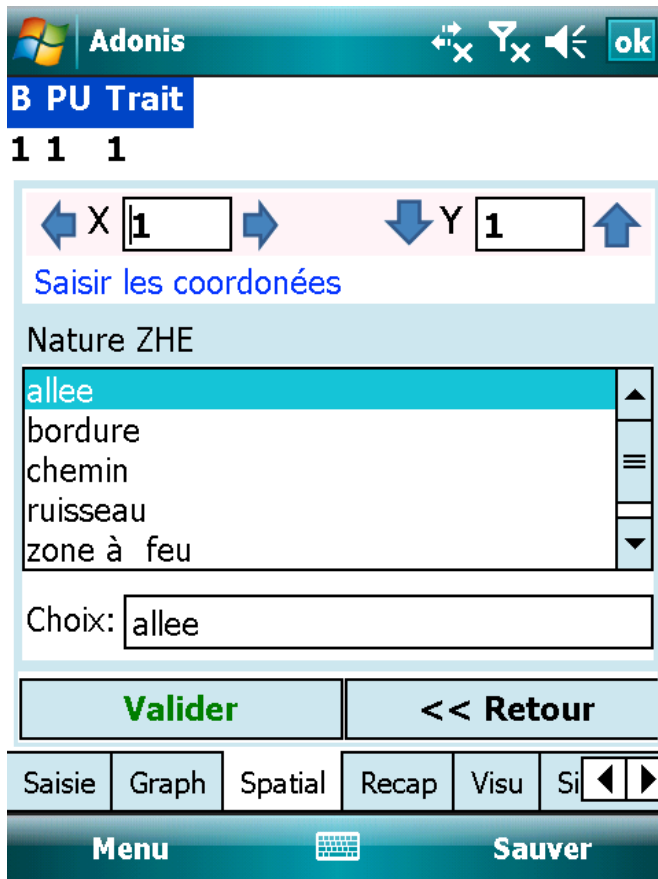 Adonis ok
B PU Trait
1 1 1
X 1 Y 1
Saisir les coordonées
Nature ZHE
allee
bordure
chemin
ruisseau
zone à feu
Choix: allee
Valider << Retour
Saisie Graph Spatial Recap Visu Si
Menu Sauver